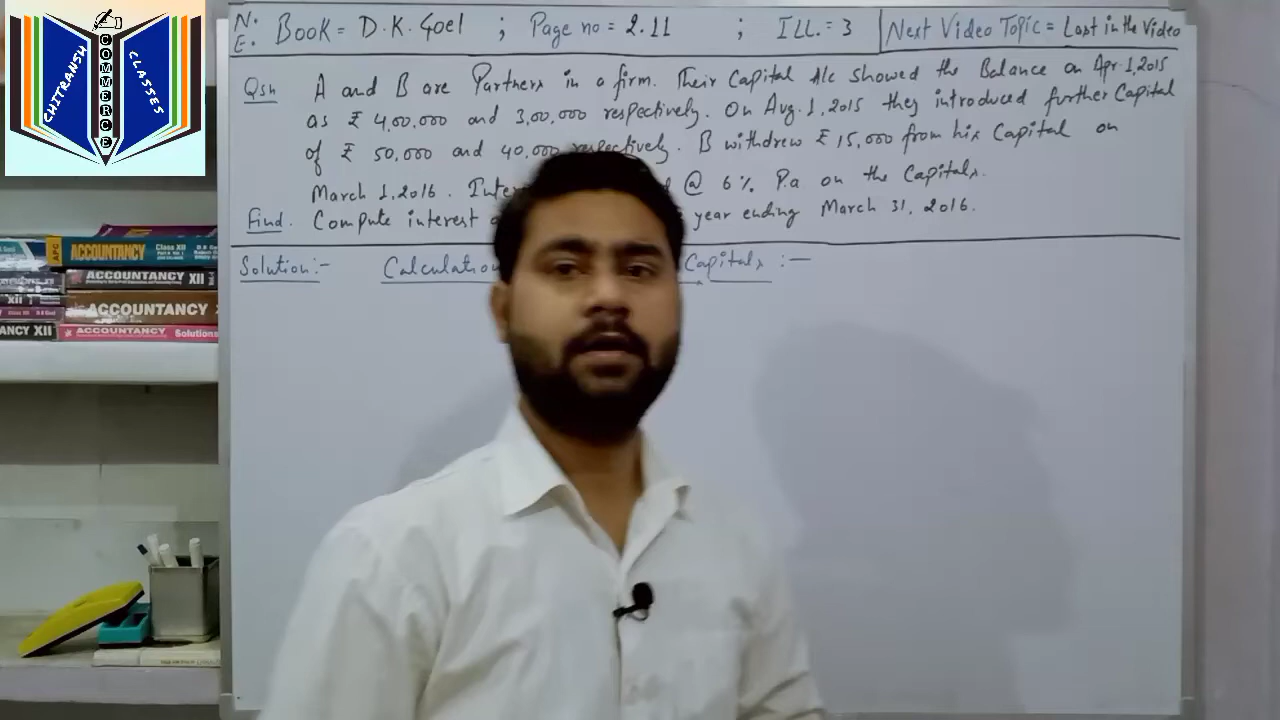 CHITRANSH
COMMERCE
CLASSES
N. E. Book = D.K. Goel ; Page no = 2.11 ; ILL. = 3 Next Video Topic = Last in the Video
Qsn A and B are Partners in a firm. Their Capital A/c showed the Balance on Apr. 1, 2015
as ₹ 4,00,000 and 3,00,000 respectively. On Aug. 1, 2015 they introduced further Capital
of ₹ 50,000 and 40,000 respectively. B withdrew ₹ 15,000 from his Capital on
March 1, 2016. @ 6% P.a on the Capitals.
Find. Compute interest year ending March 31, 2016.
Solution:- Calculation Capitals :-
ACCOUNTANCY Class XII
ACCOUNTANCY XII
ACCOUNTANCY
ANCY XII ACCOUNTANCY Solutions